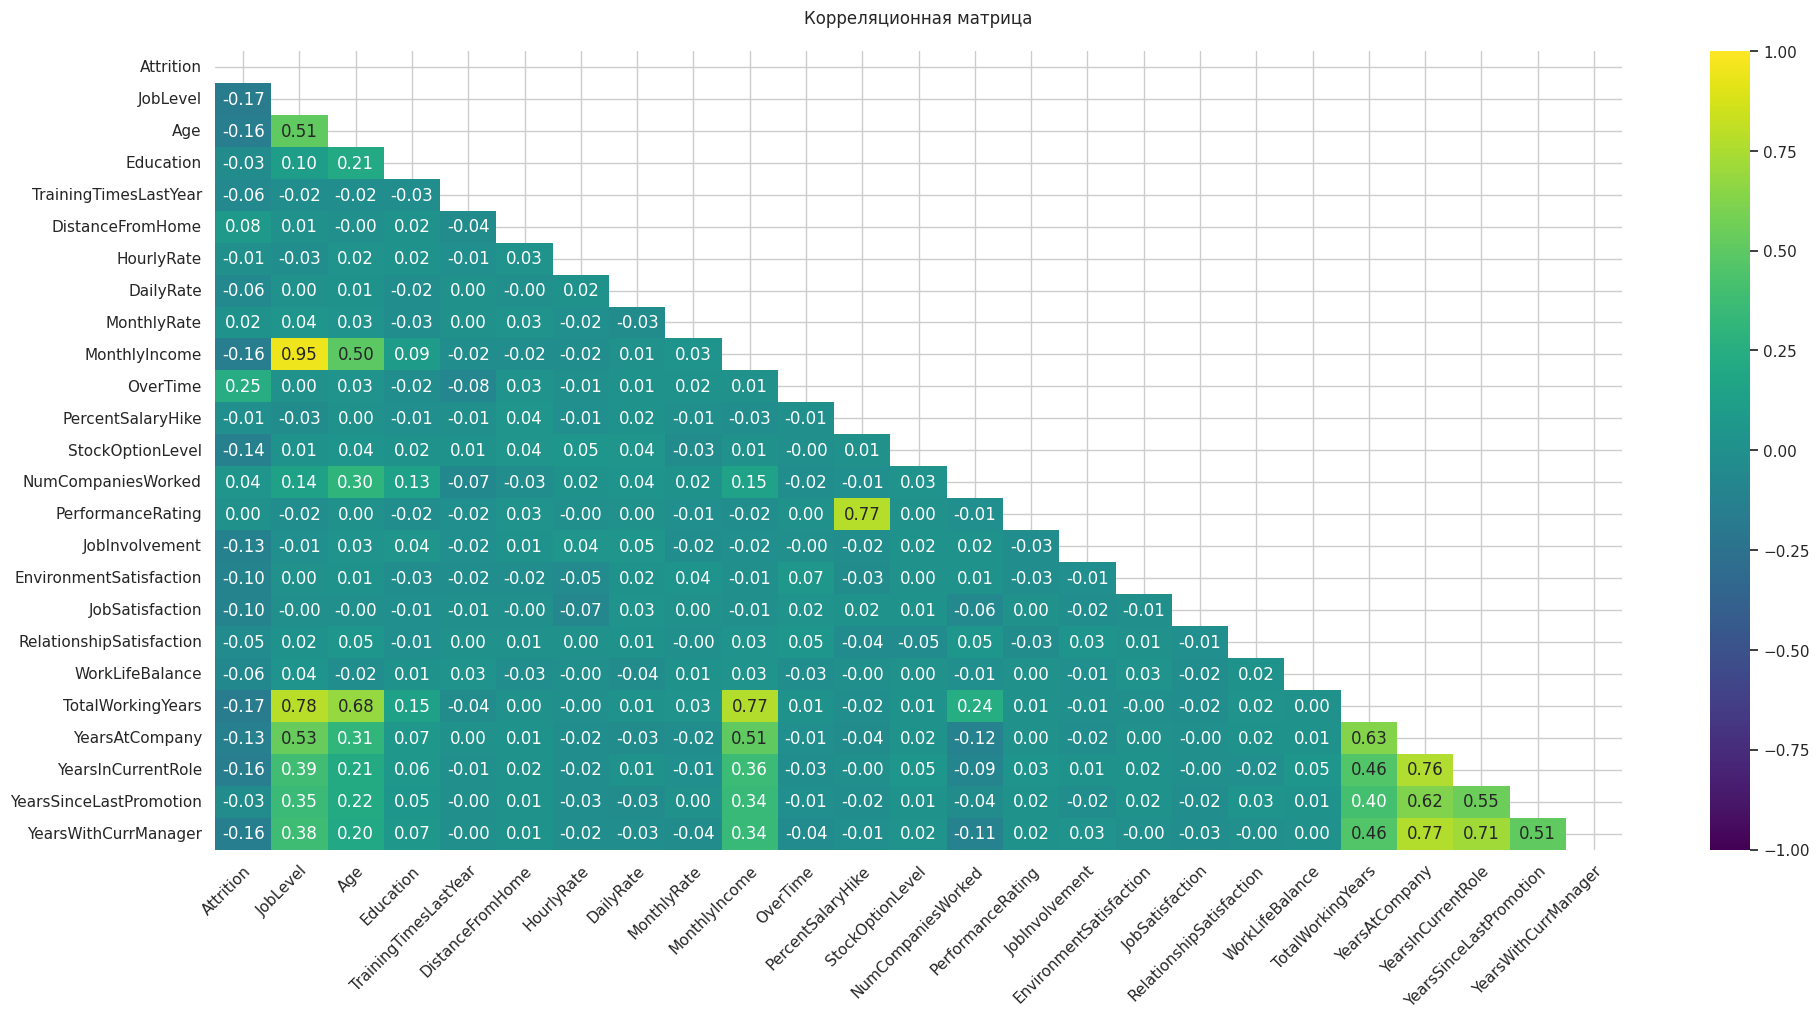 Корреляционная матрица
Attrition
JobLevel -0.17
Age -0.16 0.51
Education -0.03 0.10 0.21
TrainingTimesLastYear -0.06 -0.02 -0.02 -0.03
DistanceFromHome 0.08 0.01 -0.00 0.02 -0.04
HourlyRate -0.01 -0.03 0.02 0.02 -0.01 0.03
DailyRate -0.06 0.00 0.01 -0.02 0.00 -0.00 0.02
MonthlyRate 0.02 0.04 0.03 -0.03 0.00 0.03 -0.02 -0.03
MonthlyIncome -0.16 0.95 0.50 0.09 -0.02 -0.02 -0.02 0.01 0.03
OverTime 0.25 0.00 0.03 -0.02 -0.08 0.03 -0.01 0.01 0.02 0.01
PercentSalaryHike -0.01 -0.03 0.00 -0.01 -0.01 0.04 -0.01 0.02 -0.01 -0.03 -0.01
StockOptionLevel -0.14 0.01 0.04 0.02 0.01 0.04 0.05 0.04 -0.03 0.01 -0.00 0.01
NumCompaniesWorked 0.04 0.14 0.30 0.13 -0.07 -0.03 0.02 0.04 0.02 0.15 -0.02 -0.01 0.03
PerformanceRating 0.00 -0.02 0.00 -0.02 -0.02 0.03 -0.00 0.00 -0.01 -0.02 0.00 0.77 0.00 -0.01
JobInvolvement -0.13 -0.01 0.03 0.04 -0.02 0.01 0.04 0.05 -0.02 -0.02 -0.00 -0.02 0.02 0.02 -0.03
EnvironmentSatisfaction -0.10 0.00 0.01 -0.03 -0.02 -0.02 -0.05 0.02 0.04 -0.01 0.07 -0.03 0.00 0.01 -0.03 -0.01
JobSatisfaction -0.10 -0.00 -0.00 -0.01 -0.01 -0.00 -0.07 0.03 0.00 -0.01 0.02 0.02 0.01 -0.06 0.00 -0.02 -0.01
RelationshipSatisfaction -0.05 0.02 0.05 -0.01 0.00 0.01 0.00 0.01 -0.00 0.03 0.05 -0.04 -0.05 0.05 -0.03 0.03 0.01 -0.01
WorkLifeBalance -0.06 0.04 -0.02 0.01 0.03 -0.03 -0.00 -0.04 0.01 0.03 -0.03 -0.00 0.00 -0.01 0.00 -0.01 0.03 -0.02 0.02
TotalWorkingYears -0.17 0.78 0.68 0.15 -0.04 0.00 -0.00 0.01 0.03 0.77 0.01 -0.02 0.01 0.24 0.01 -0.01 -0.00 -0.02 0.02 0.00
YearsAtCompany -0.13 0.53 0.31 0.07 0.00 0.01 -0.02 -0.03 -0.02 0.51 -0.01 -0.04 0.02 -0.12 0.00 -0.02 0.00 -0.00 0.02 0.01 0.63
YearsInCurrentRole -0.16 0.39 0.21 0.06 -0.01 0.02 -0.02 0.01 -0.01 0.36 -0.03 -0.00 0.05 -0.09 0.03 0.01 0.02 -0.00 -0.02 0.05 0.46 0.76
YearsSinceLastPromotion -0.03 0.35 0.22 0.05 -0.00 0.01 -0.03 -0.03 0.00 0.34 -0.01 -0.02 0.01 -0.04 0.02 -0.02 0.02 -0.02 0.03 0.01 0.40 0.62 0.55
YearsWithCurrManager -0.16 0.38 0.20 0.07 -0.00 0.01 -0.02 -0.03 -0.04 0.34 -0.04 -0.01 0.02 -0.11 0.02 0.03 -0.00 -0.03 -0.00 0.00 0.46 0.77 0.71 0.51
Attrition
JobLevel
Age
Education
TrainingTimesLastYear
DistanceFromHome
HourlyRate
DailyRate
MonthlyRate
MonthlyIncome
OverTime
PercentSalaryHike
StockOptionLevel
NumCompaniesWorked
PerformanceRating
JobInvolvement
EnvironmentSatisfaction
JobSatisfaction
RelationshipSatisfaction
WorkLifeBalance
TotalWorkingYears
YearsAtCompany
YearsInCurrentRole
YearsSinceLastPromotion
YearsWithCurrManager
1.00
0.75
0.50
0.25
0.00
−0.25
−0.50
−0.75
−1.00